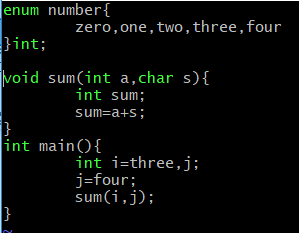 enum number{
        zero,one,two,three,four
}int;

void sum(int a,char s){
        int sum;
        sum=a+s;
}
int main(){
        int i=three,j;
        j=four;
        sum(i,j);
}
~